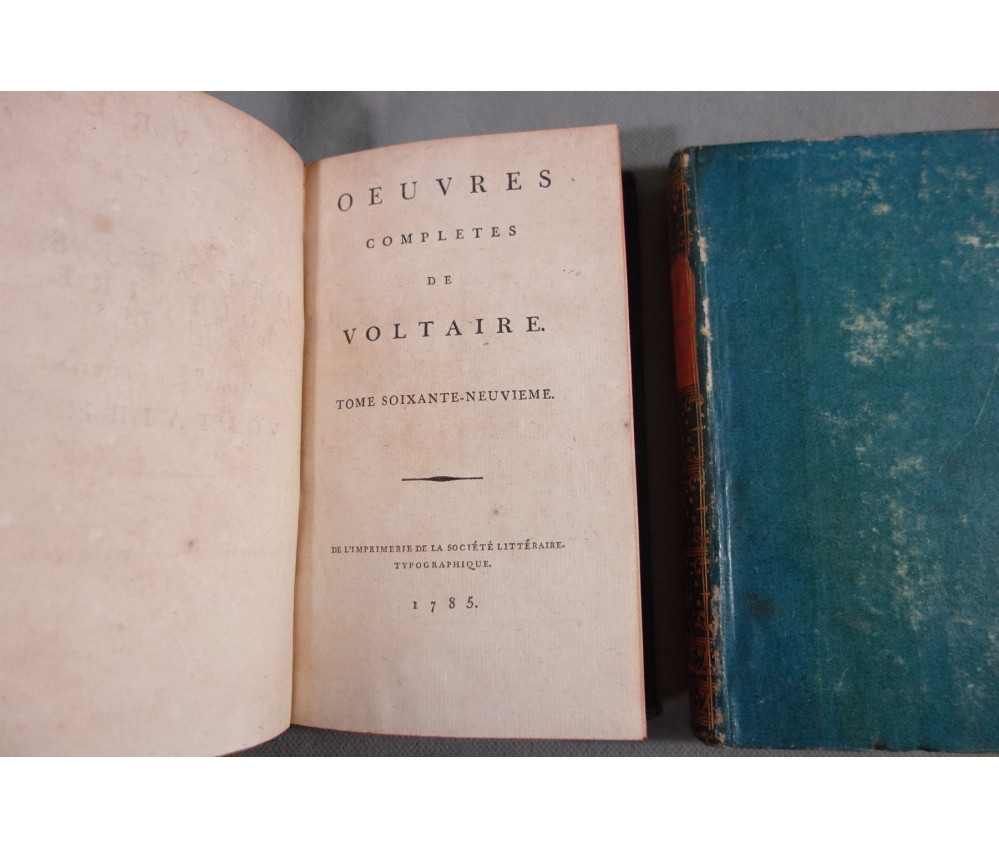 OEUVRES
COMPLETES
DE
VOLTAIRE.
TOME SOIXANTE-NEUVIEME.
DE L'IMPRIMERIE DE LA SOCIÉTÉ LITTÉRAIRE-
TYPOGRAPHIQUE.
1785.